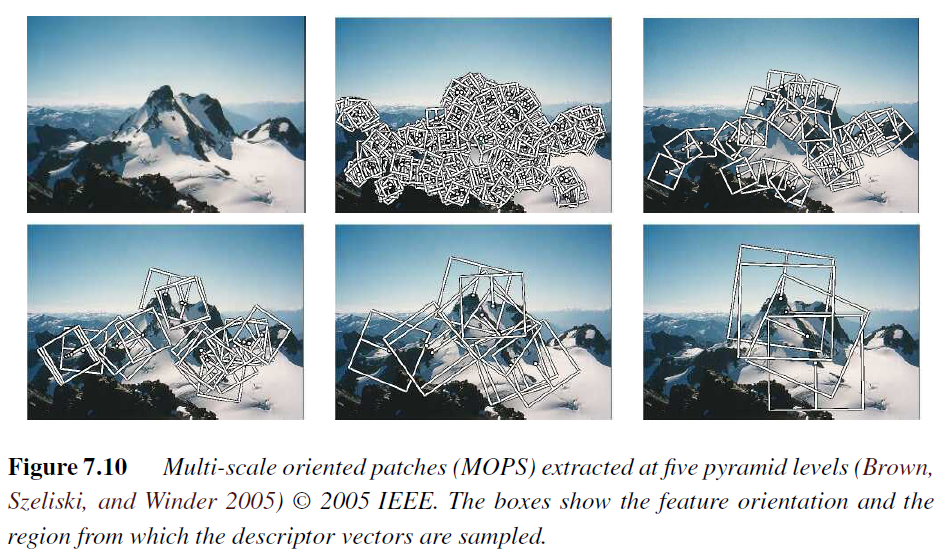 Figure 7.10 Multi-scale oriented patches (MOPS) extracted at five pyramid levels (Brown,
Szeliski, and Winder 2005) © 2005 IEEE. The boxes show the feature orientation and the
region from which the descriptor vectors are sampled.